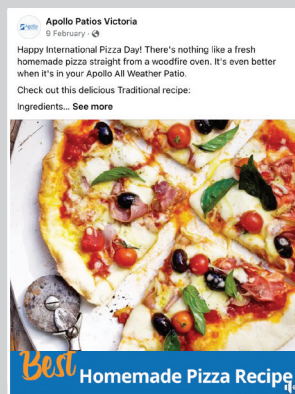 Apollo Patios Victoria
9 February ·
Happy International Pizza Day! There's nothing like a fresh
homemade pizza straight from a woodfire oven. It's even better
when it's in your Apollo All Weather Patio.
Check out this delicious Traditional recipe:
Ingredients... See more
Best Homemade Pizza Recipe